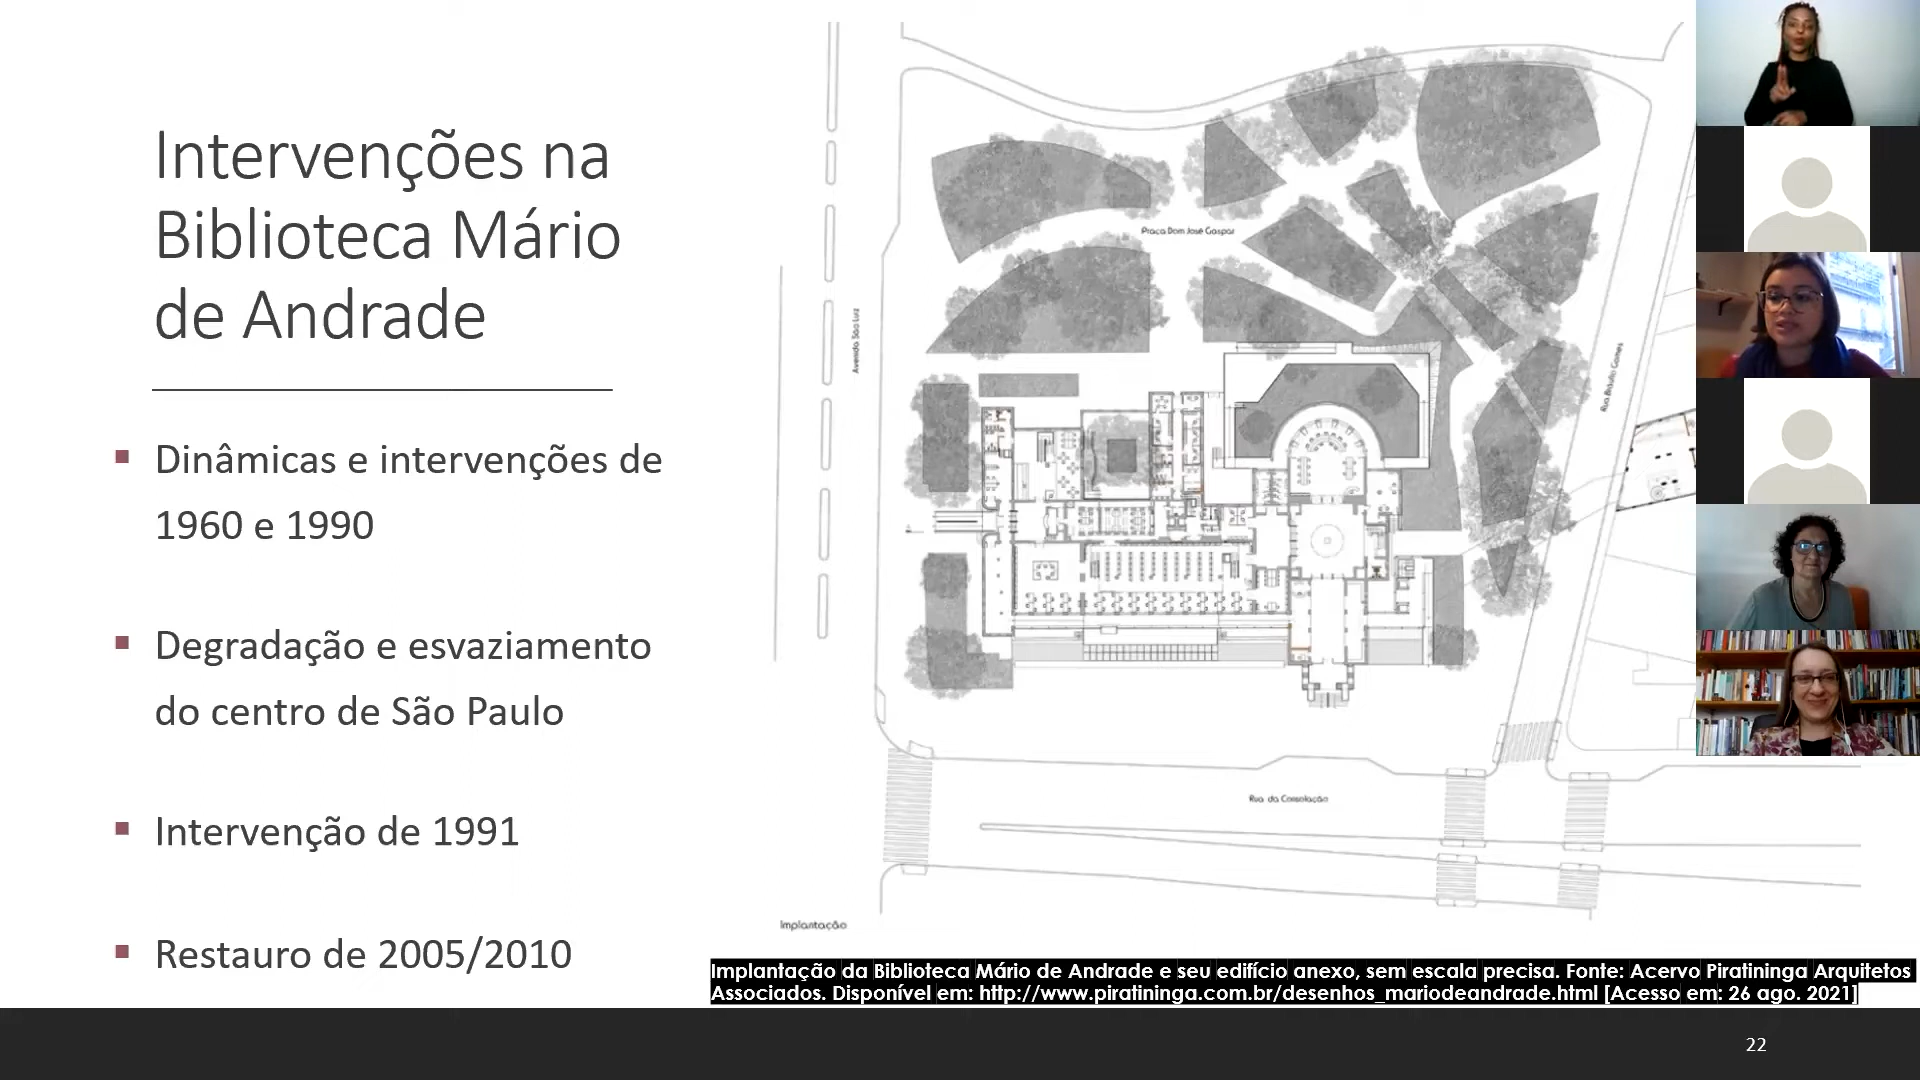 Intervenções na
Biblioteca Mário
de Andrade
Dinâmicas e intervenções de
1960 e 1990
Degradação e esvaziamento
do centro de São Paulo
Intervenção de 1991
Restauro de 2005/2010
Praça Dom José Gaspar
Avenida São Luiz
Rua Bráulio Gomes
Rua da Consolação
Implantação
Implantação da Biblioteca Mário de Andrade e seu edifício anexo, sem escala precisa. Fonte: Acervo Piratininga Arquitetos
Associados. Disponível em: http://www.piratininga.com.br/desenhos_mariodeandrade.html [Acesso em: 26 ago. 2021]
22